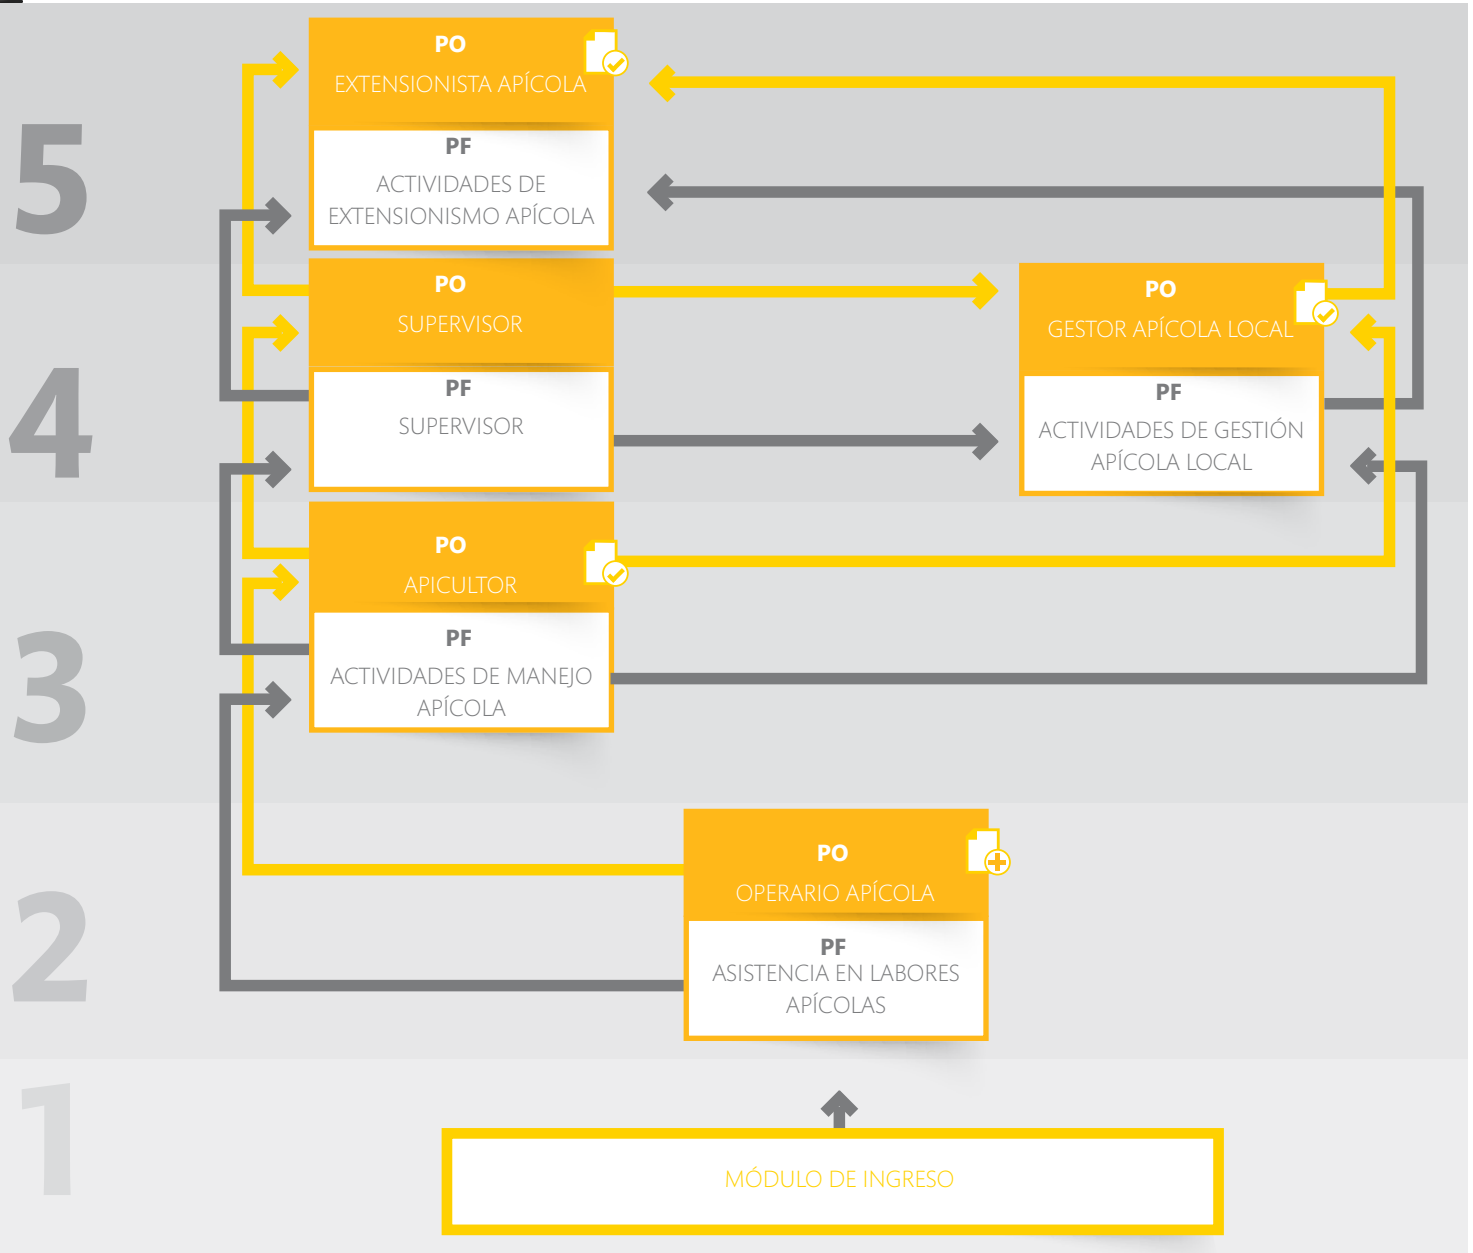 5
PO
EXTENSIONISTA APÍCOLA
PF
ACTIVIDADES DE
EXTENSIONISMO APÍCOLA
4
PO
SUPERVISOR
PF
SUPERVISOR
PO
GESTOR APÍCOLA LOCAL
PF
ACTIVIDADES DE GESTIÓN
APÍCOLA LOCAL
3
PO
APICULTOR
PF
ACTIVIDADES DE MANEJO
APÍCOLA
2
PO
OPERARIO APÍCOLA
PF
ASISTENCIA EN LABORES
APÍCOLAS
1
MÓDULO DE INGRESO